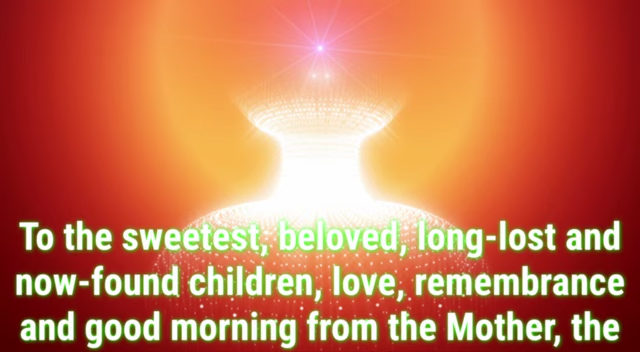 To the sweetest, beloved, long-lost and
now-found children, love, remembrance
and good morning from the Mother, the